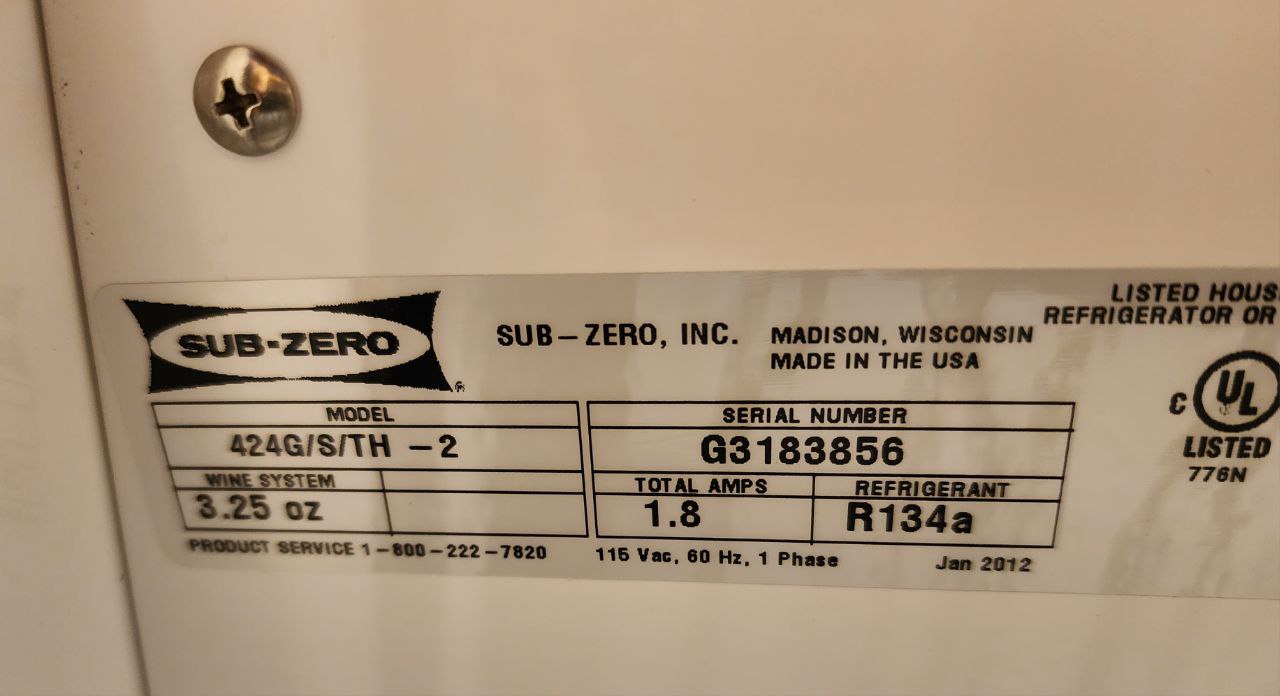 SUB-ZERO ®
SUB-ZERO, INC. MADISON, WISCONSIN
MADE IN THE USA
LISTED HOUS
REFRIGERATOR OR
MODEL
424G/S/TH -2
SERIAL NUMBER
G3183856
WINE SYSTEM
3.25 oz
TOTAL AMPS
1.8
REFRIGERANT
R134a
C UL
LISTED
776N
PRODUCT SERVICE 1-800-222-7820
115 Vac, 60 Hz, 1 Phase
Jan 2012